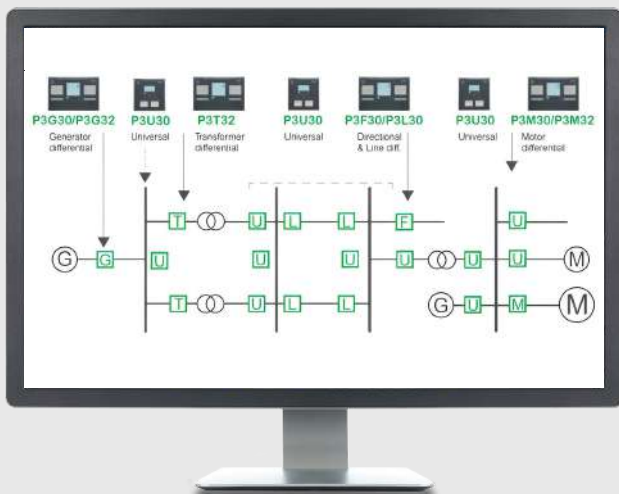 P3G30/P3G32 P3U30 P3T32 P3U30 P3F30/P3L30 P3U30 P3M30/P3M32
Generator differential
Universal
Transformer differential
Universal
Directional & Line diff.
Universal
Motor differential
T U L L F U
G G U U U U U U M
T U L L G U M M